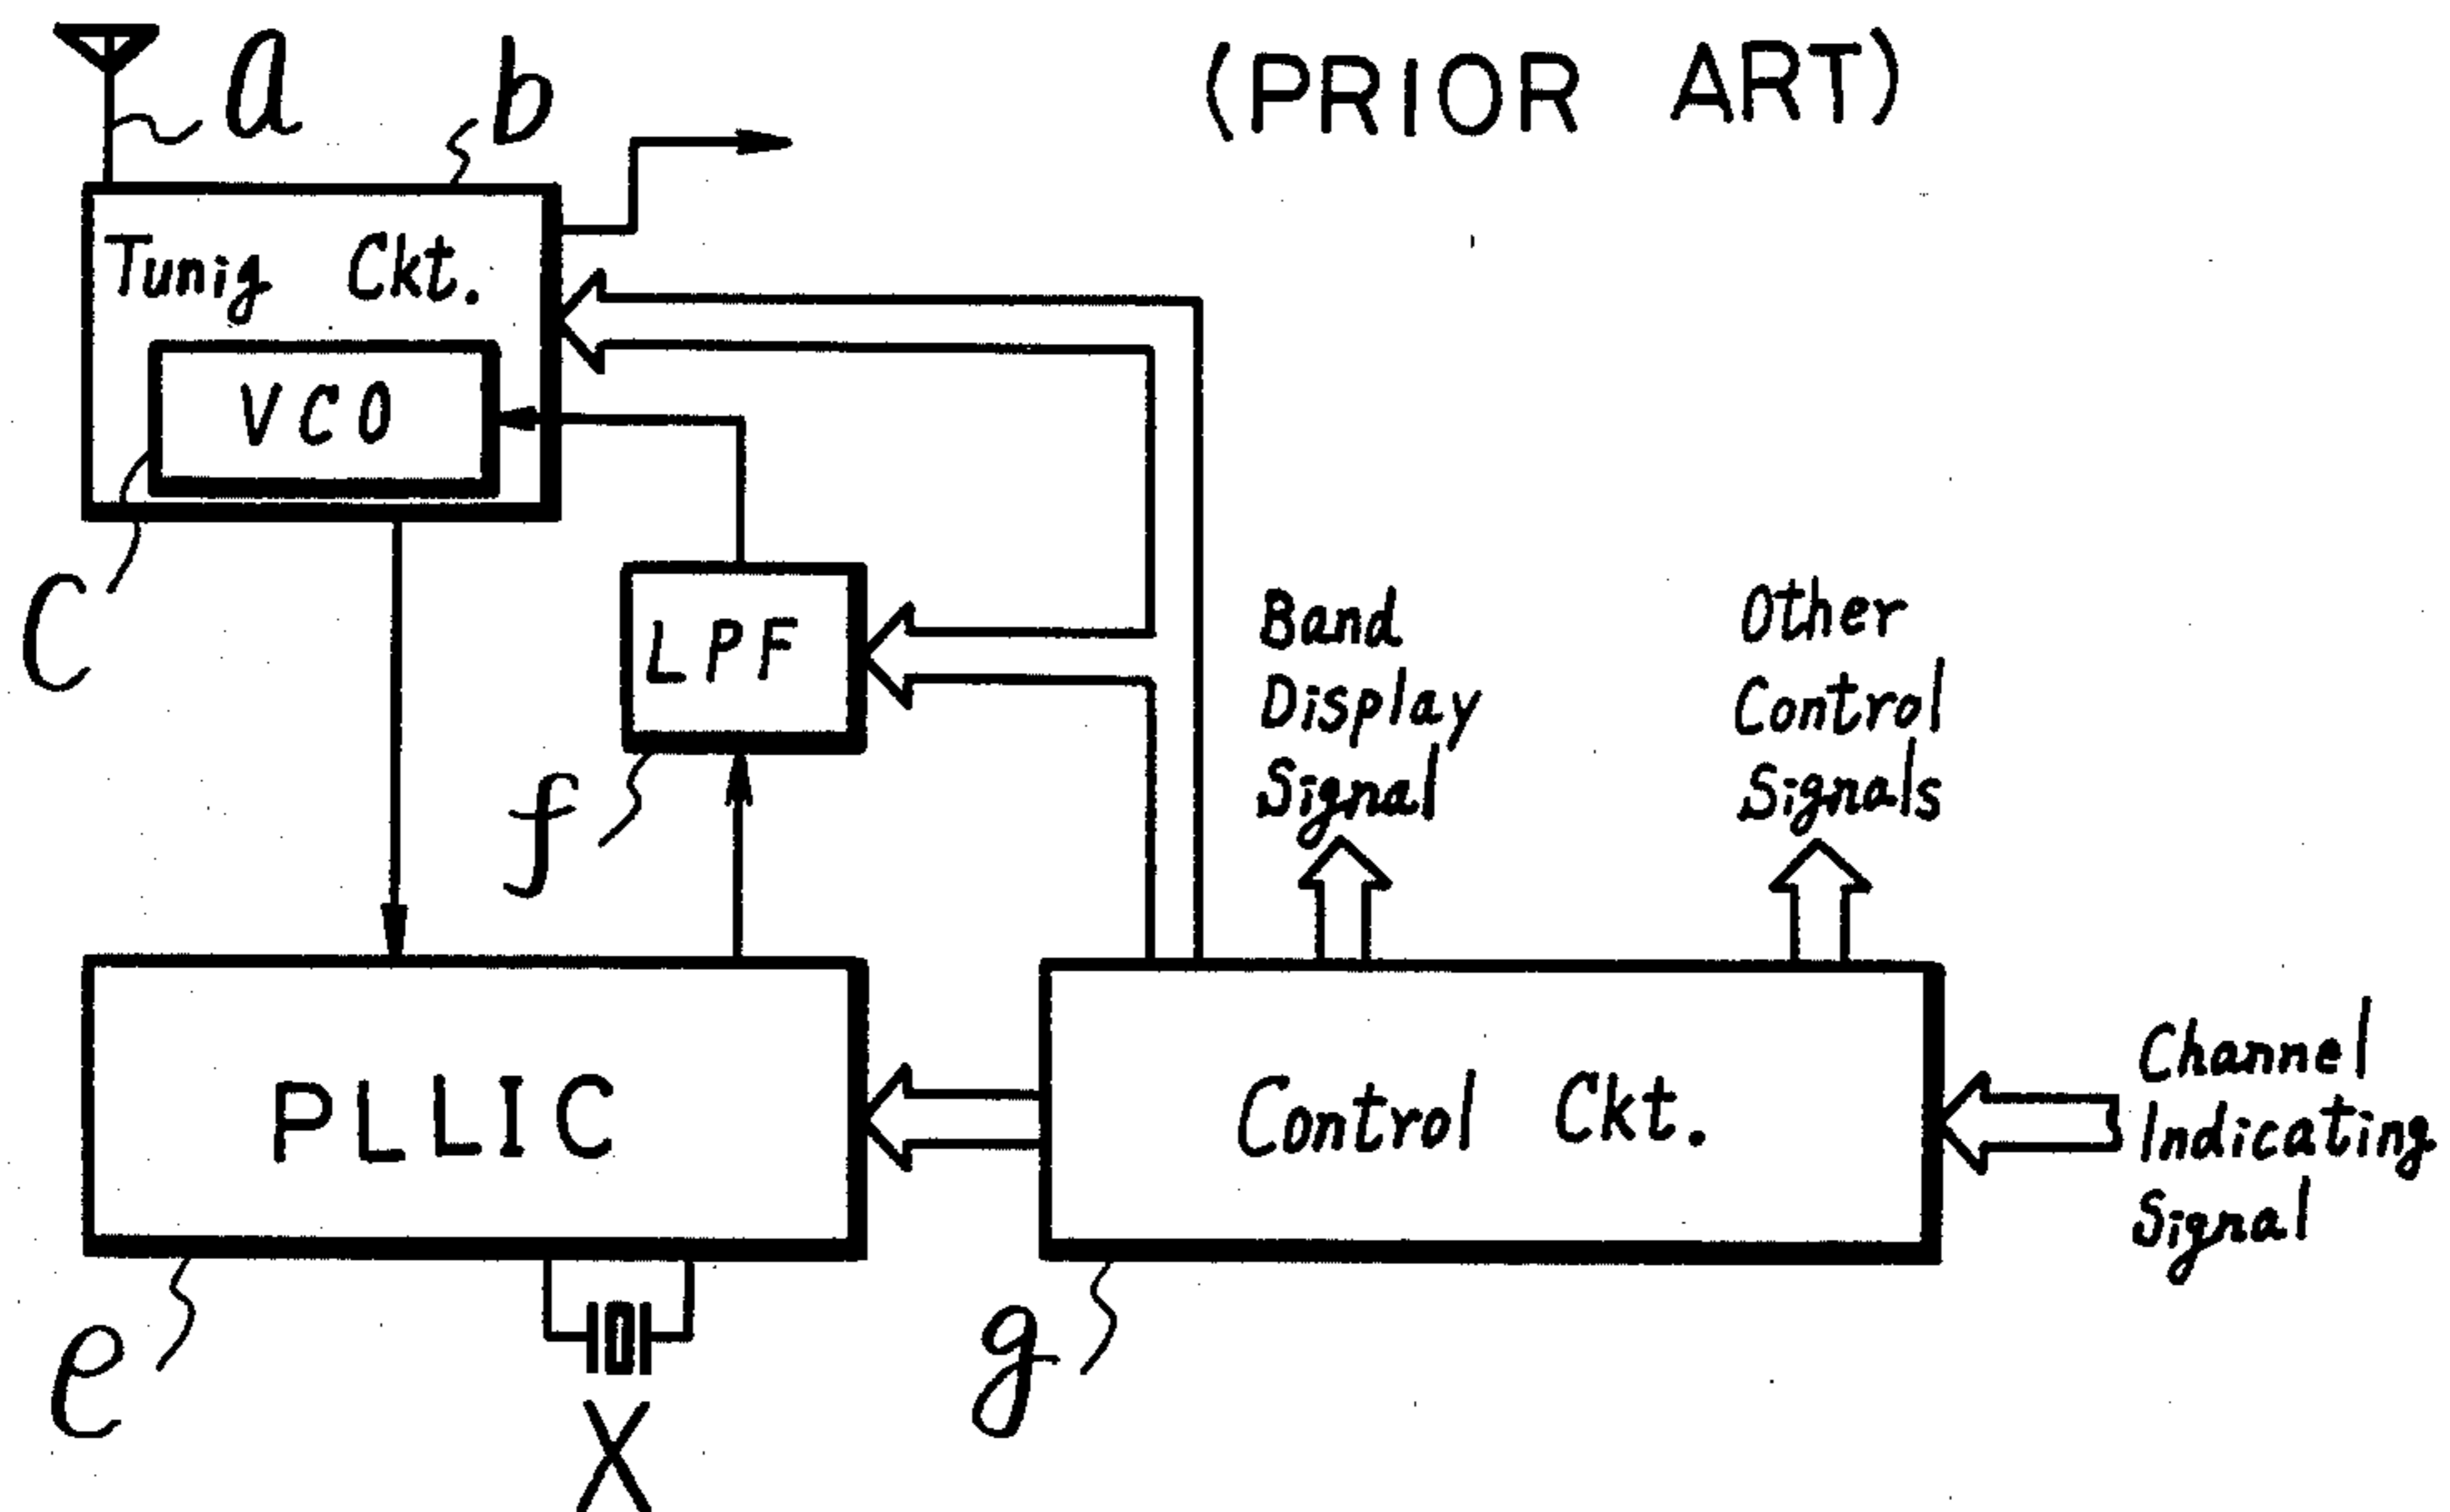 (PRIOR ART)
a
b
Tunig Ckt.
VCO
C
LPF
f
Band
Display
Signal
Other
Control
Signals
PLLIC
Control Ckt.
Channel
Indicating
Signal
e
X
g